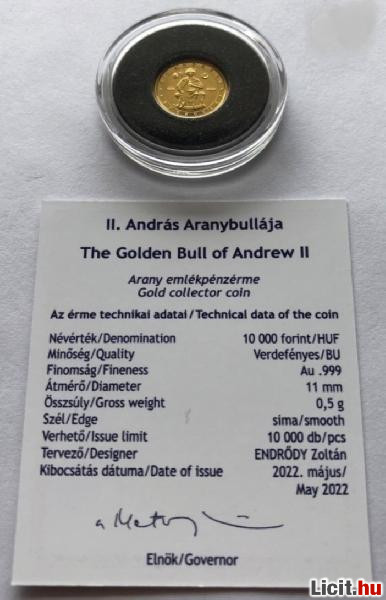 II. András Aranybullája
The Golden Bull of Andrew II
Arany emlékpénzérme
Gold collector coin
Az érme technikai adatai/Technical data of the coin
Névérték/Denomination 10 000 forint/HUF
Minőség/Quality Verdefényes/BU
Finomság/Fineness Au .999
Átmérő/Diameter 11 mm
Összsúly/Gross weight 0,5 g
Szél/Edge sima/smooth
Verhető/Issue limit 10 000 db/pcs
Tervező/Designer ENDRŐDY Zoltán
Kibocsátás dátuma/Date of issue 2022. május/
May 2022
Elnök/Governor
Licit.hu